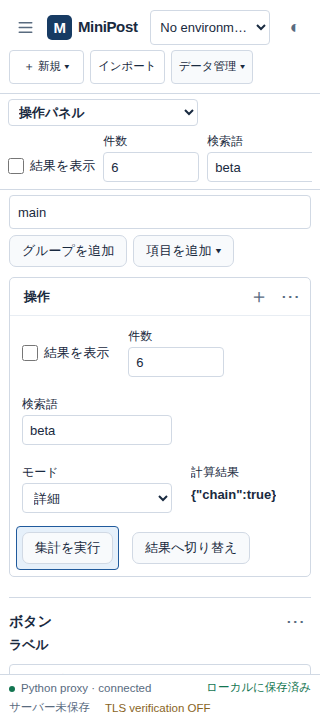 M MiniPost No environm…
＋ 新規 ▾ インポート データ管理 ▾
操作パネル
件数 検索語
結果を表示 6 beta
main
グループを追加 項目を追加 ▾
操作 ＋ ⋯
件数
結果を表示 6
検索語
beta
モード 計算結果
詳細 {"chain":true}
集計を実行 結果へ切り替え
ボタン ⋯
ラベル
Python proxy · connected ローカルに保存済み
サーバー未保存 TLS verification OFF